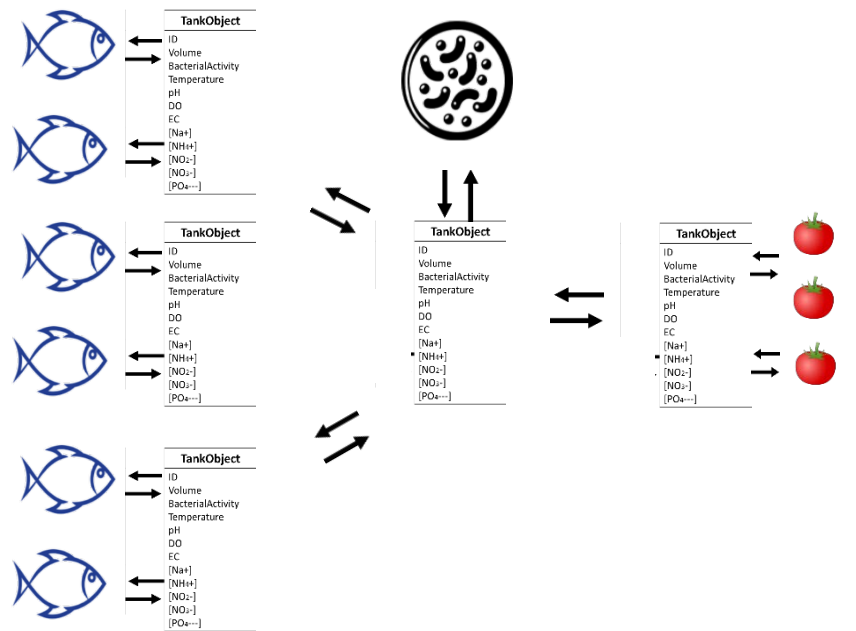 TankObject
ID
Volume
BacterialActivity
Temperature
pH
DO
EC
[Na+]
[NH₄+]
[NO₂-]
[NO₃-]
[PO₄---]
TankObject
ID
Volume
BacterialActivity
Temperature
pH
DO
EC
[Na+]
[NH₄+]
[NO₂-]
[NO₃-]
[PO₄---]
TankObject
ID
Volume
BacterialActivity
Temperature
pH
DO
EC
[Na+]
[NH₄+]
[NO₂-]
[NO₃-]
[PO₄---]
TankObject
ID
Volume
BacterialActivity
Temperature
pH
DO
EC
[Na+]
[NH₄+]
[NO₂-]
[NO₃-]
[PO₄---]
TankObject
ID
Volume
BacterialActivity
Temperature
pH
DO
EC
[Na+]
[NH₄+]
[NO₂-]
[NO₃-]
[PO₄---]